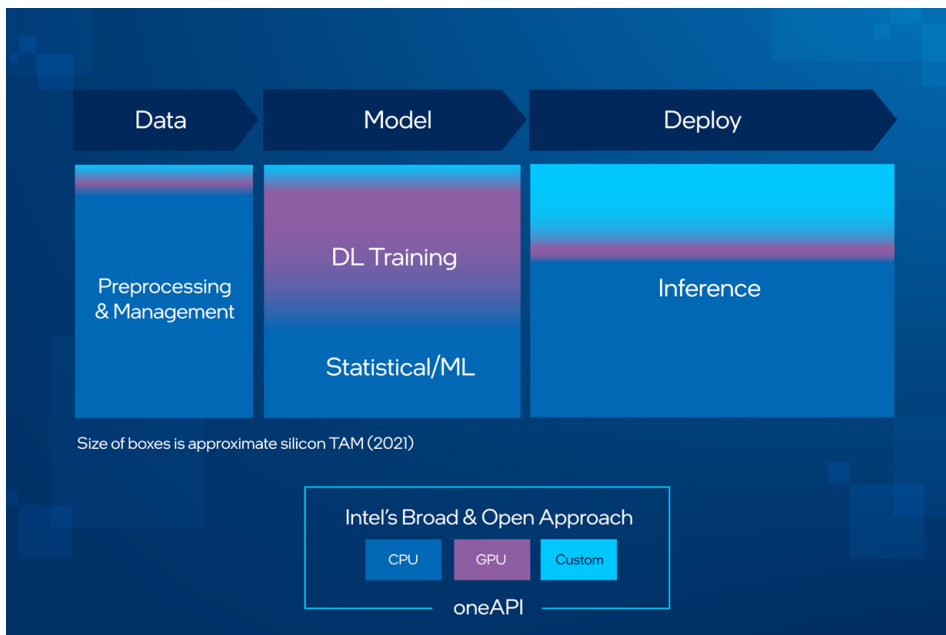 Data
Model
Deploy
Preprocessing
& Management
DL Training
Statistical/ML
Inference
Size of boxes is approximate silicon TAM (2021)
Intel's Broad & Open Approach
CPU
GPU
Custom
oneAPI